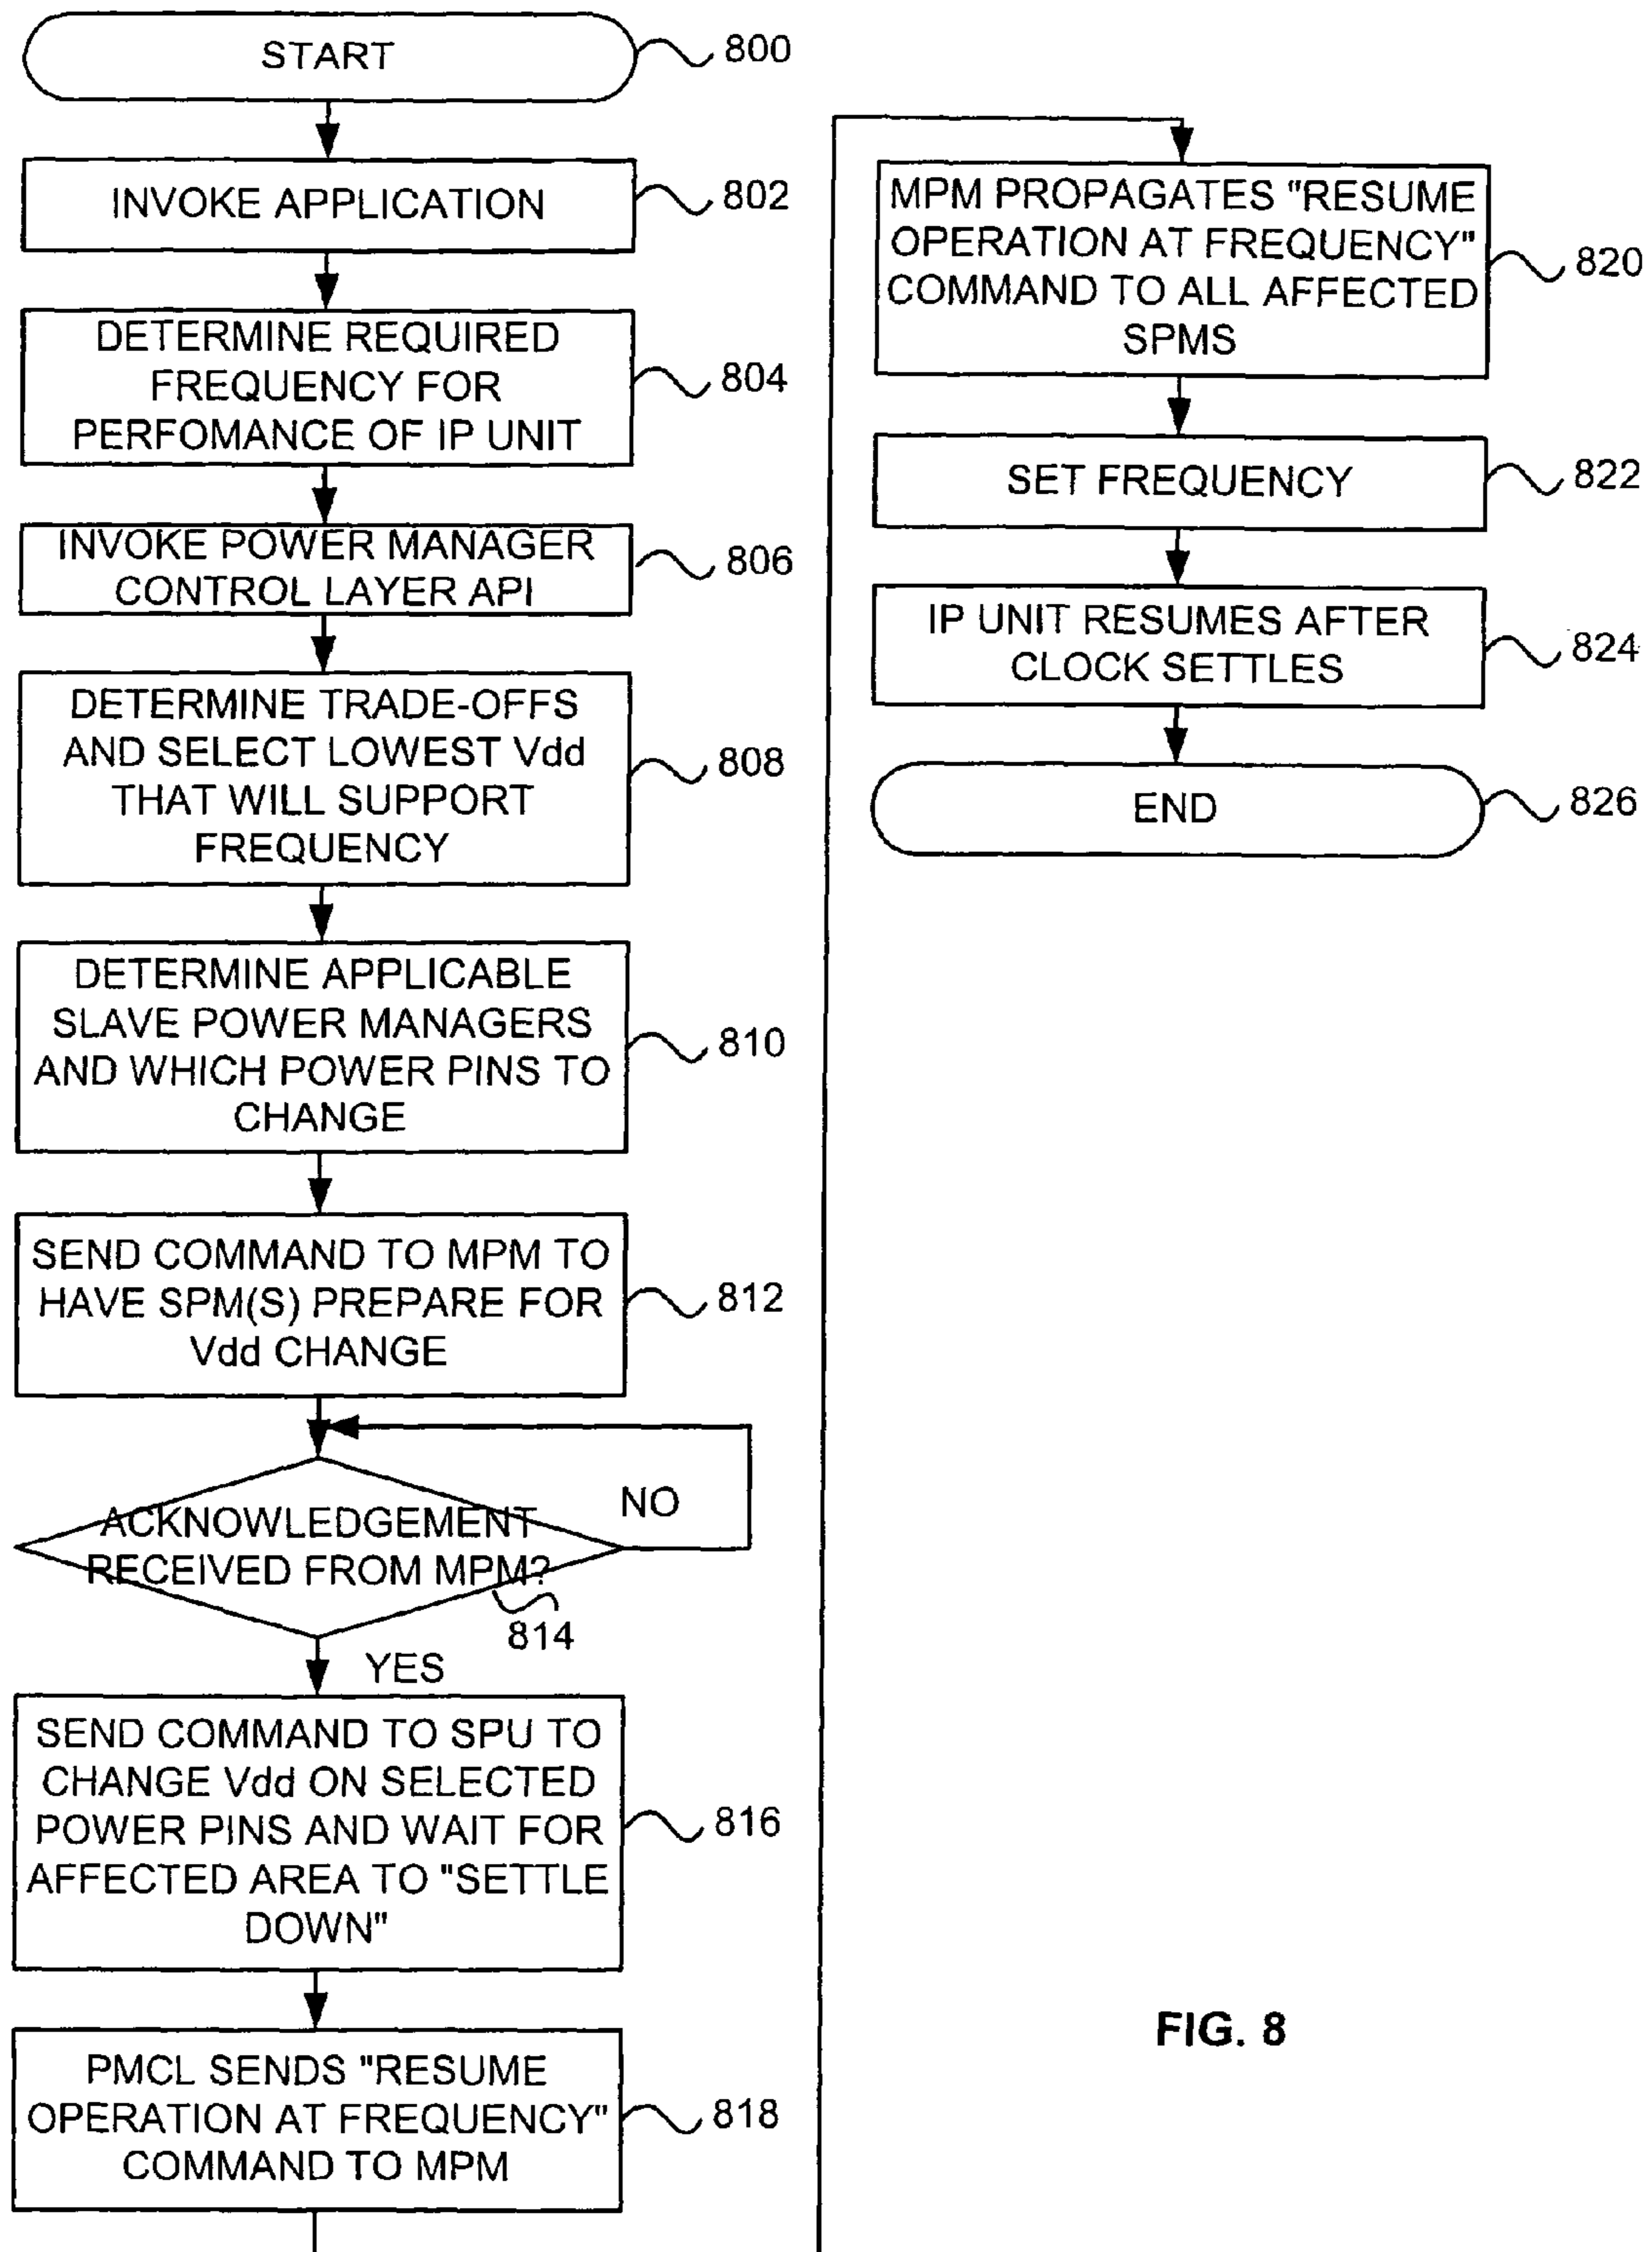 START
800
INVOKE APPLICATION
802
DETERMINE REQUIRED
FREQUENCY FOR
PERFOMANCE OF IP UNIT
804
INVOKE POWER MANAGER
CONTROL LAYER API
806
DETERMINE TRADE-OFFS
AND SELECT LOWEST Vdd
THAT WILL SUPPORT
FREQUENCY
808
DETERMINE APPLICABLE
SLAVE POWER MANAGERS
AND WHICH POWER PINS TO
CHANGE
810
SEND COMMAND TO MPM TO
HAVE SPM(S) PREPARE FOR
Vdd CHANGE
812
ACKNOWLEDGEMENT
RECEIVED FROM MPM?
NO
814
YES
SEND COMMAND TO SPU TO
CHANGE Vdd ON SELECTED
POWER PINS AND WAIT FOR
AFFECTED AREA TO "SETTLE
DOWN"
816
PMCL SENDS "RESUME
OPERATION AT FREQUENCY"
COMMAND TO MPM
818
MPM PROPAGATES "RESUME
OPERATION AT FREQUENCY"
COMMAND TO ALL AFFECTED
SPMS
820
SET FREQUENCY
822
IP UNIT RESUMES AFTER
CLOCK SETTLES
824
END
826
FIG. 8